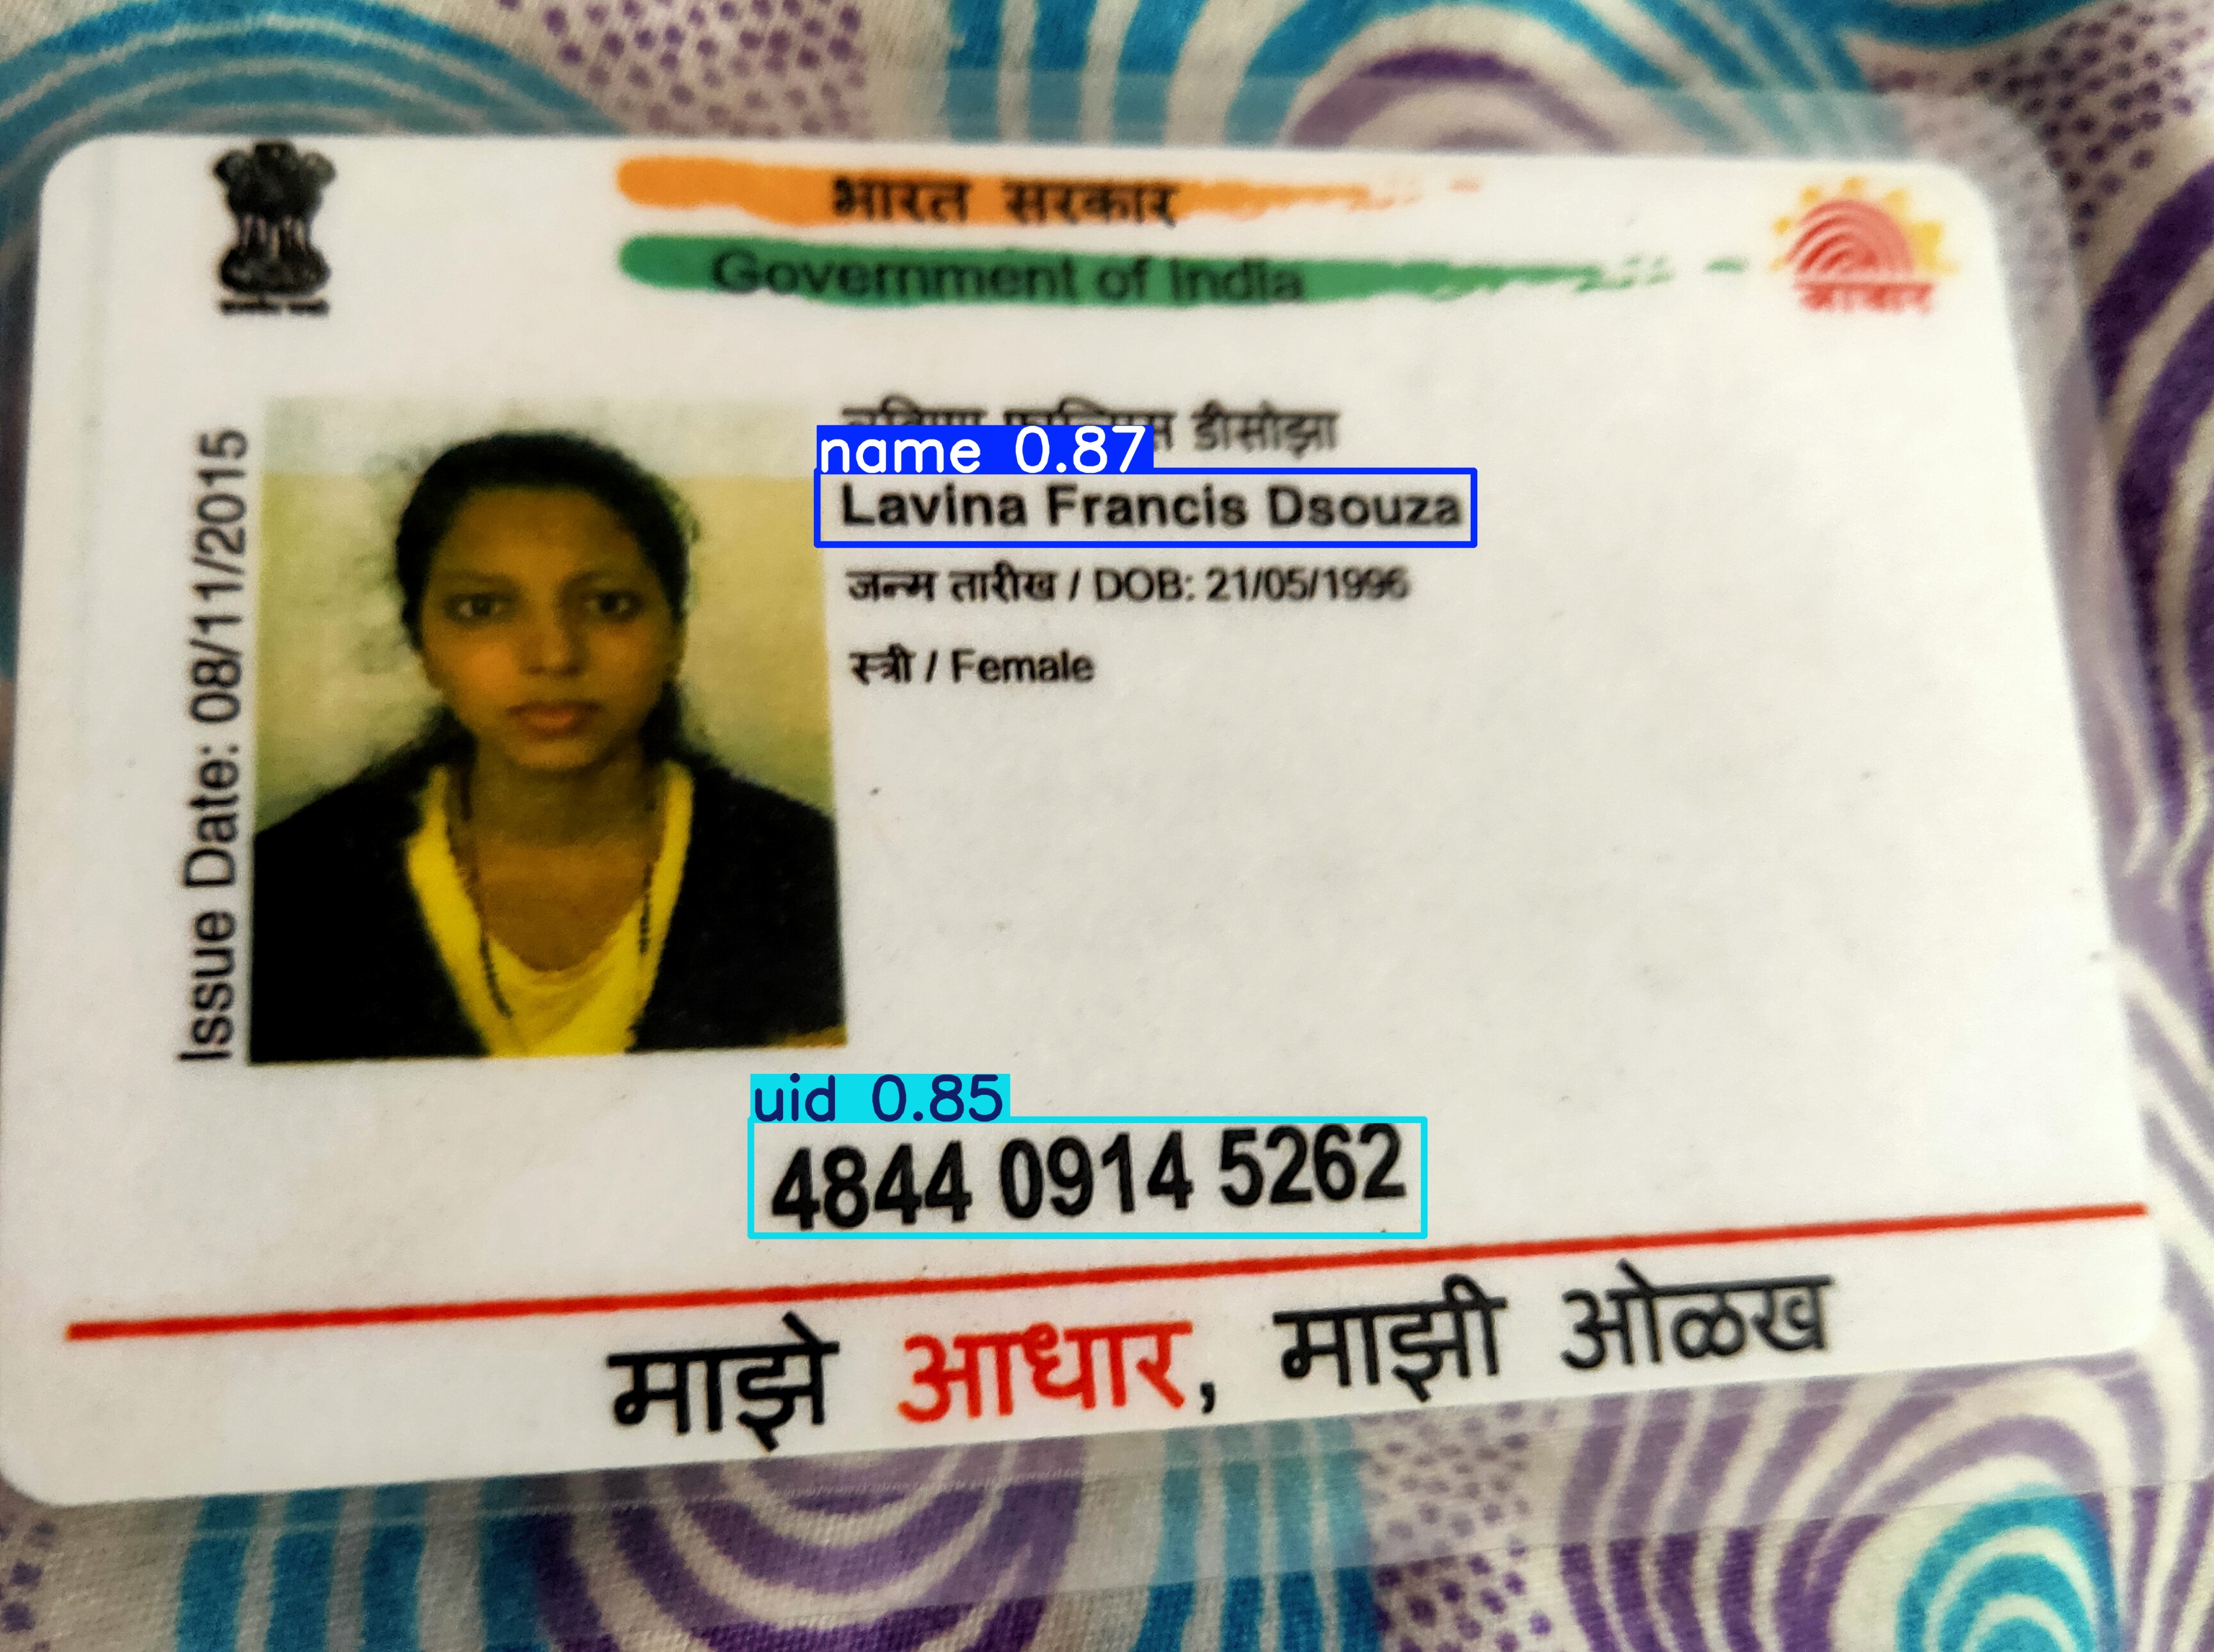 भारत सरकार
Government of India
आधार
Issue Date: 08/11/2015
डीसोझा
name 0.87
Lavina Francis Dsouza
जन्म तारीख / DOB: 21/05/1996
स्त्री / Female
uid 0.85
4844 0914 5262
माझे आधार, माझी ओळख